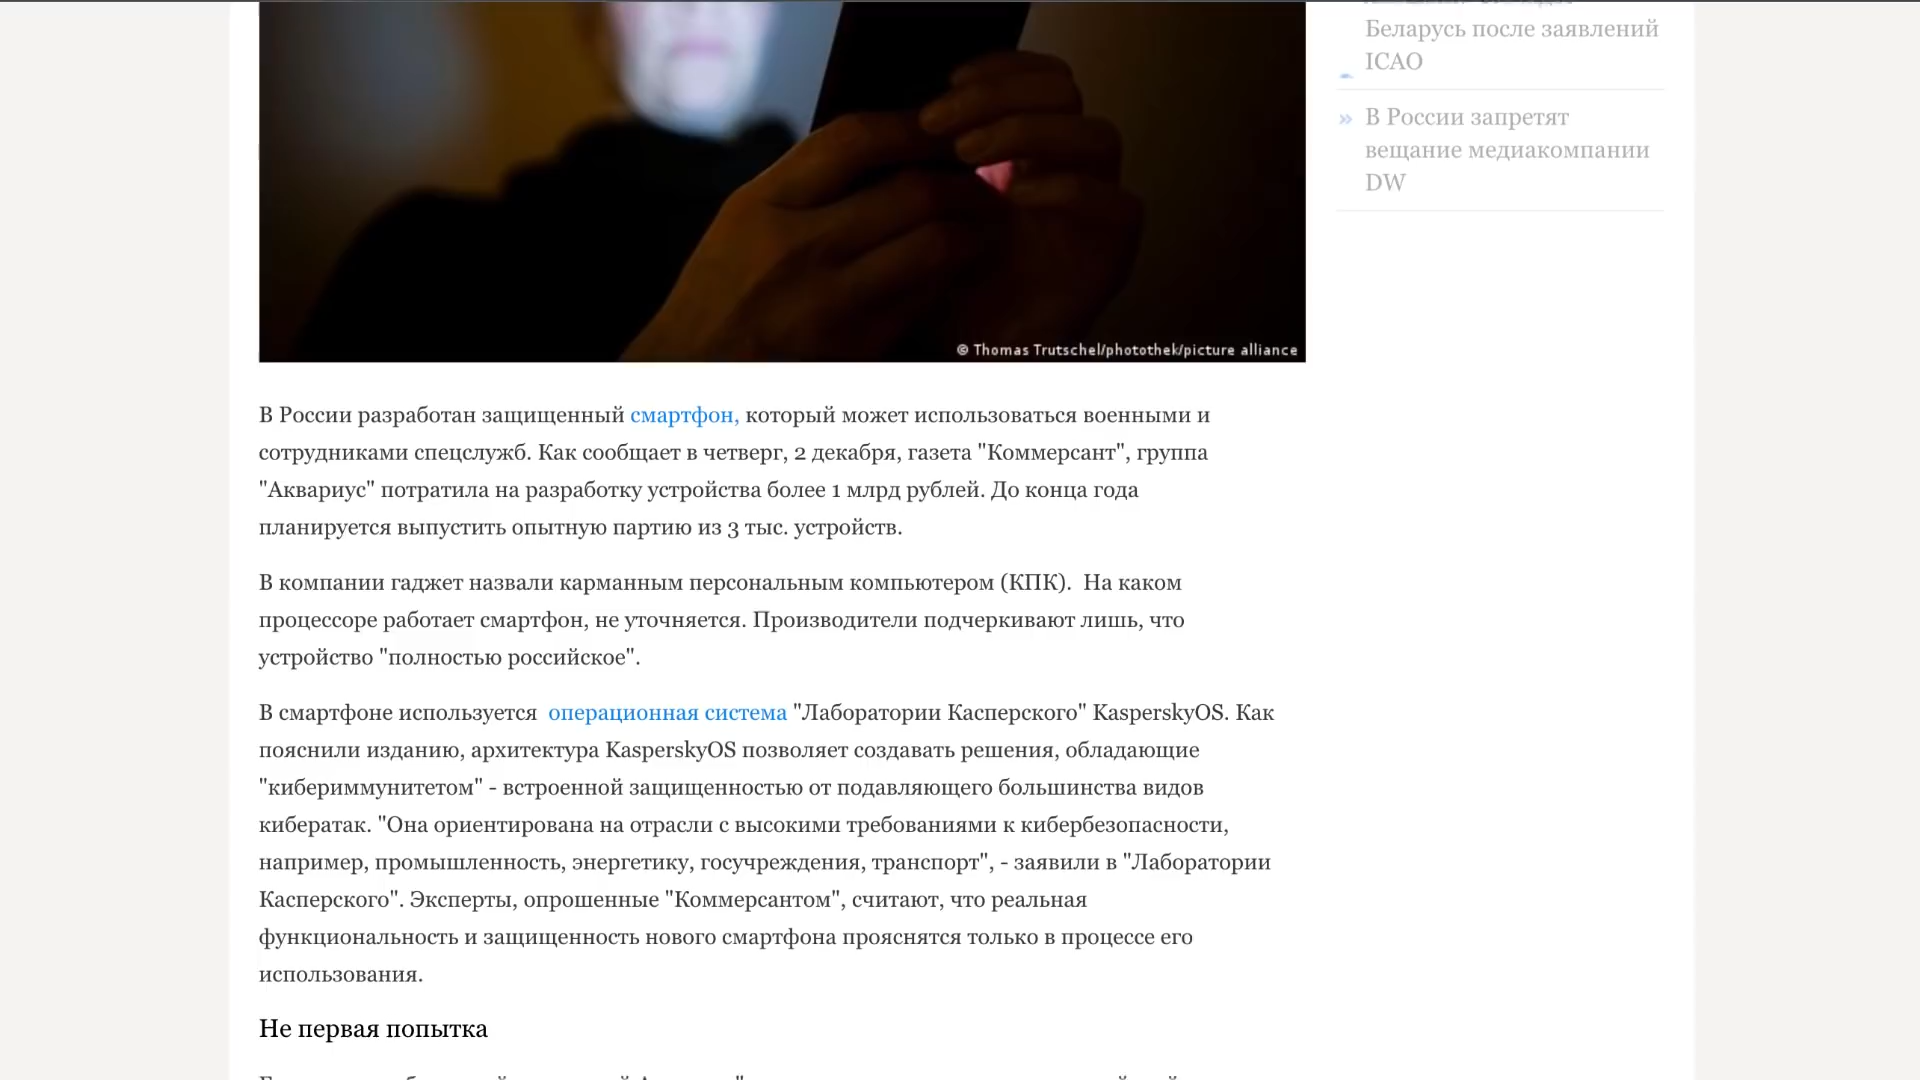 Беларусь после заявлений
ICAO
» В России запретят
вещание медиакомпании
DW
© Thomas Trutschel/photothek/picture alliance
В России разработан защищенный смартфон, который может использоваться военными и
сотрудниками спецслужб. Как сообщает в четверг, 2 декабря, газета "Коммерсант", группа
"Аквариус" потратила на разработку устройства более 1 млрд рублей. До конца года
планируется выпустить опытную партию из 3 тыс. устройств.
В компании гаджет назвали карманным персональным компьютером (КПК).  На каком
процессоре работает смартфон, не уточняется. Производители подчеркивают лишь, что
устройство "полностью российское".
В смартфоне используется  операционная система "Лаборатории Касперского" KasperskyOS. Как
пояснили изданию, архитектура KasperskyOS позволяет создавать решения, обладающие
"кибериммунитетом" - встроенной защищенностью от подавляющего большинства видов
кибератак. "Она ориентирована на отрасли с высокими требованиями к кибербезопасности,
например, промышленность, энергетику, госучреждения, транспорт", - заявили в "Лаборатории
Касперского". Эксперты, опрошенные "Коммерсантом", считают, что реальная
функциональность и защищенность нового смартфона прояснятся только в процессе его
использования.
Не первая попытка